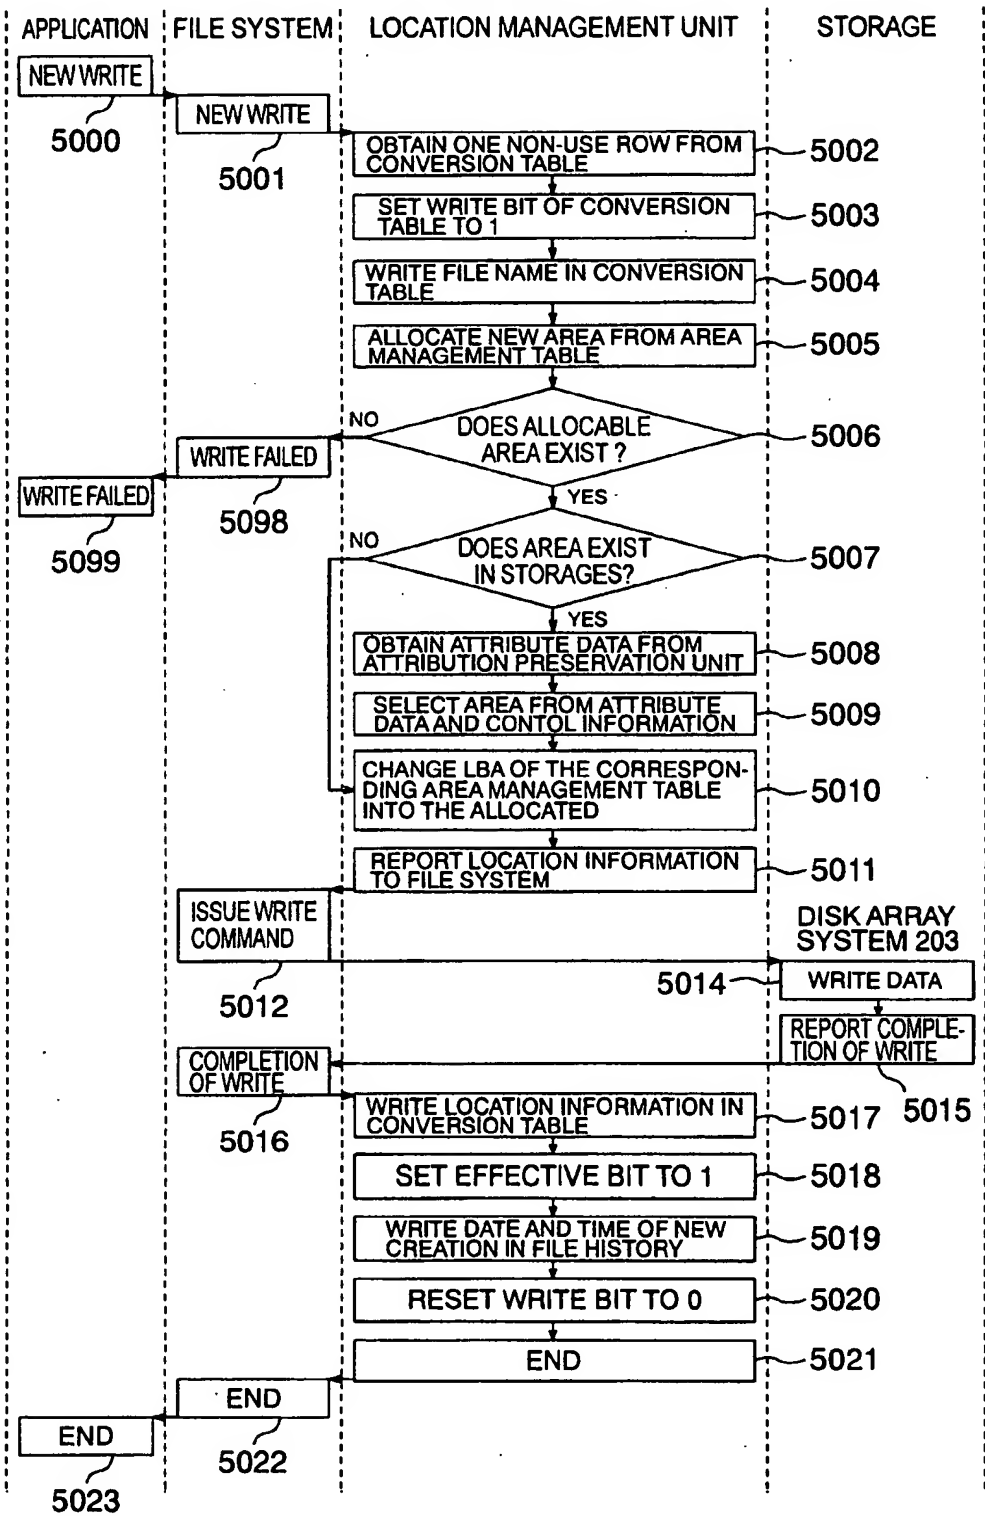 APPLICATION
FILE SYSTEM
LOCATION MANAGEMENT UNIT
STORAGE
NEW WRITE
5000
NEW WRITE
5001
OBTAIN ONE NON-USE ROW FROM
CONVERSION TABLE
5002
SET WRITE BIT OF CONVERSION
TABLE TO 1
5003
WRITE FILE NAME IN CONVERSION
TABLE
5004
ALLOCATE NEW AREA FROM AREA
MANAGEMENT TABLE
5005
DOES ALLOCABLE
AREA EXIST ?
5006
NO
YES
WRITE FAILED
5098
WRITE FAILED
5099
DOES AREA EXIST
IN STORAGES?
5007
NO
YES
OBTAIN ATTRIBUTE DATA FROM
ATTRIBUTION PRESERVATION UNIT
5008
SELECT AREA FROM ATTRIBUTE
DATA AND CONTOL INFORMATION
5009
CHANGE LBA OF THE CORRESPON-
DING AREA MANAGEMENT TABLE
INTO THE ALLOCATED
5010
REPORT LOCATION INFORMATION
TO FILE SYSTEM
5011
ISSUE WRITE
COMMAND
5012
DISK ARRAY
SYSTEM 203
5014
WRITE DATA
REPORT COMPLE-
TION OF WRITE
5015
COMPLETION
OF WRITE
5016
WRITE LOCATION INFORMATION IN
CONVERSION TABLE
5017
SET EFFECTIVE BIT TO 1
5018
WRITE DATE AND TIME OF NEW
CREATION IN FILE HISTORY
5019
RESET WRITE BIT TO 0
5020
END
5021
END
5022
END
5023